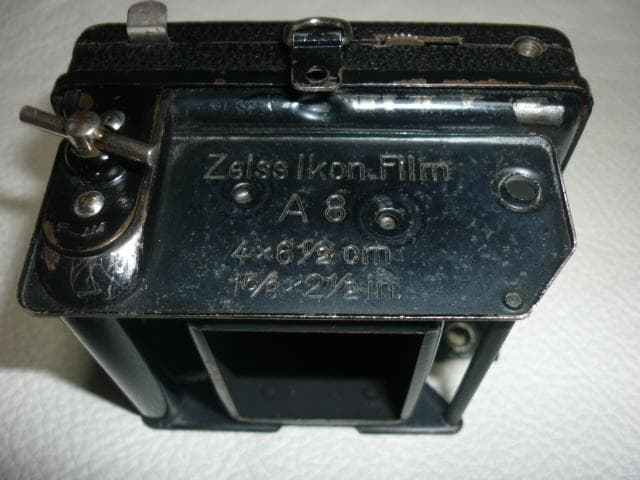 Zeiss Ikon-Film
A 8
4×6½ cm
1⅝×2½ in.